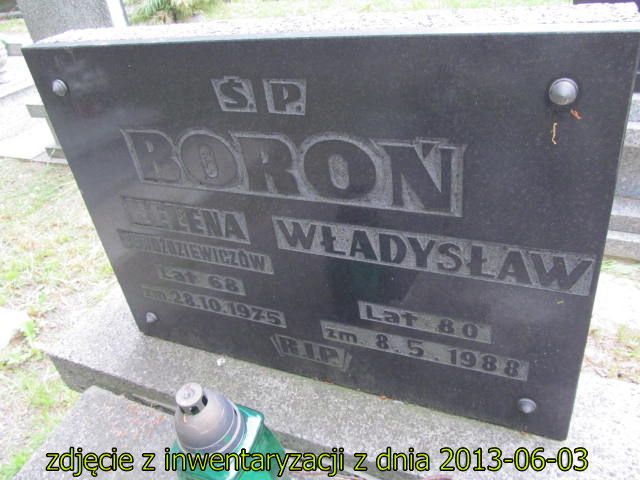 Ś.P.
BOROŃ
HELENA
WŁADYSŁAW
Lat 68
zm. 28.10.1975
Lat 80
zm. 8.5.1988
R.I.P.
zdjęcie z inwentaryzacji z dnia 2013-06-03